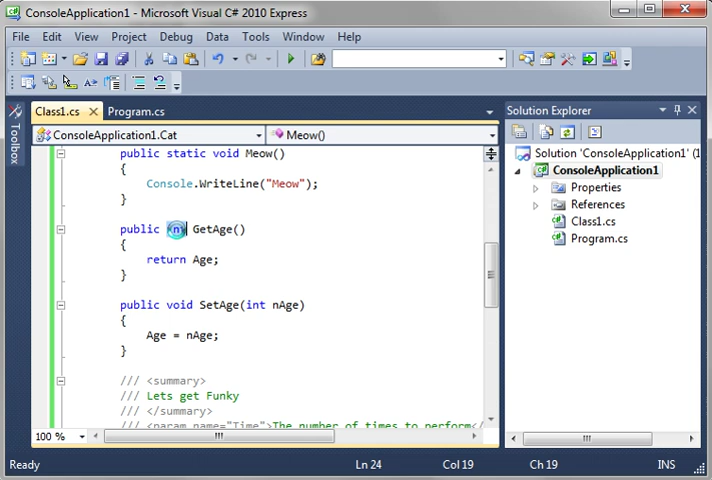 ConsoleApplication1 - Microsoft Visual C# 2010 Express
File Edit View Project Debug Data Tools Window Help
Class1.cs Program.cs
ConsoleApplication1.Cat Meow()
Toolbox
public static void Meow()
{
Console.WriteLine("Meow");
}
public GetAge()
{
return Age;
}
public void SetAge(int nAge)
{
Age = nAge;
}
/// <summary>
/// Lets get Funky
/// </summary>
/// <param name="Time">The number of times to perform</
100 %
Solution Explorer
Solution 'ConsoleApplication1' (1
ConsoleApplication1
Properties
References
Class1.cs
Program.cs
Ready Ln 24 Col 19 Ch 19 INS